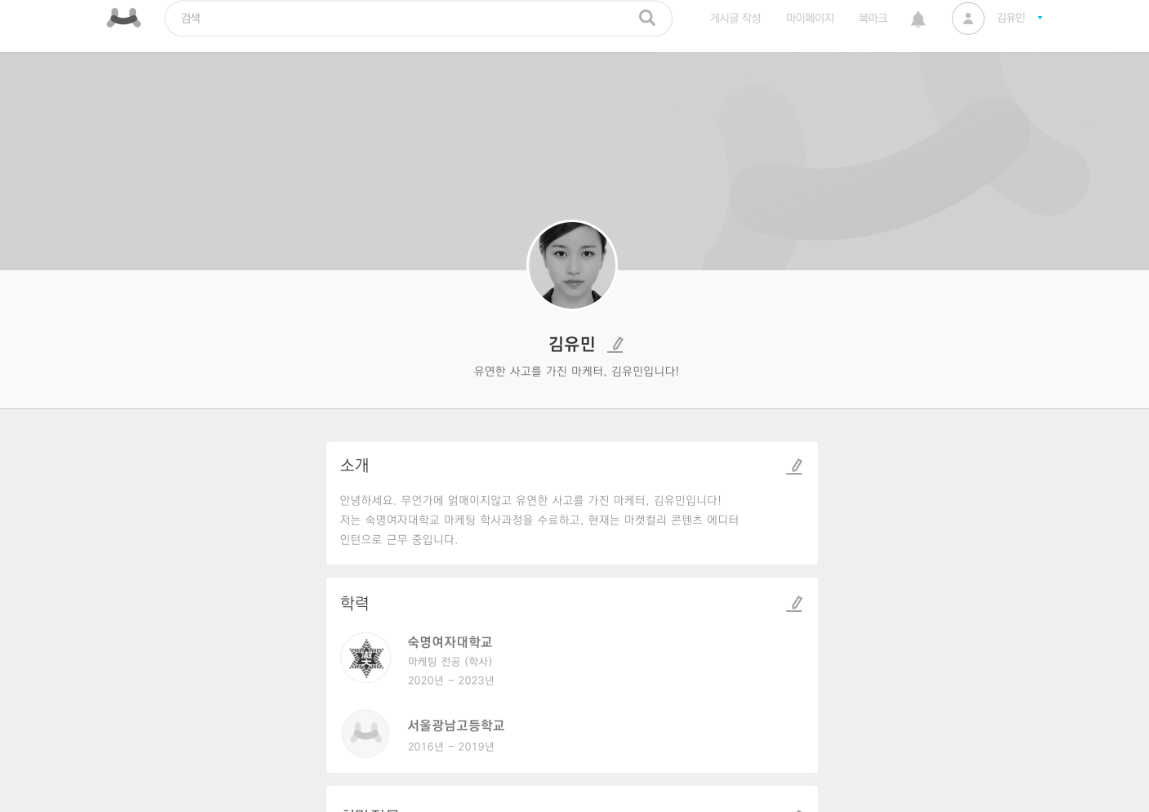 검색
게시글 작성
마이페이지
북마크
김유민
김유민
유연한 사고를 가진 마케터, 김유민입니다!
소개
안녕하세요. 무언가에 얽매이지않고 유연한 사고를 가진 마케터, 김유민입니다!
저는 숙명여자대학교 마케팅 학사과정을 수료하고, 현재는 마켓컬리 콘텐츠 에디터
인턴으로 근무 중입니다.
학력
숙명여자대학교
마케팅 전공 (학사)
2020년 – 2023년
서울광남고등학교
2016년 – 2019년